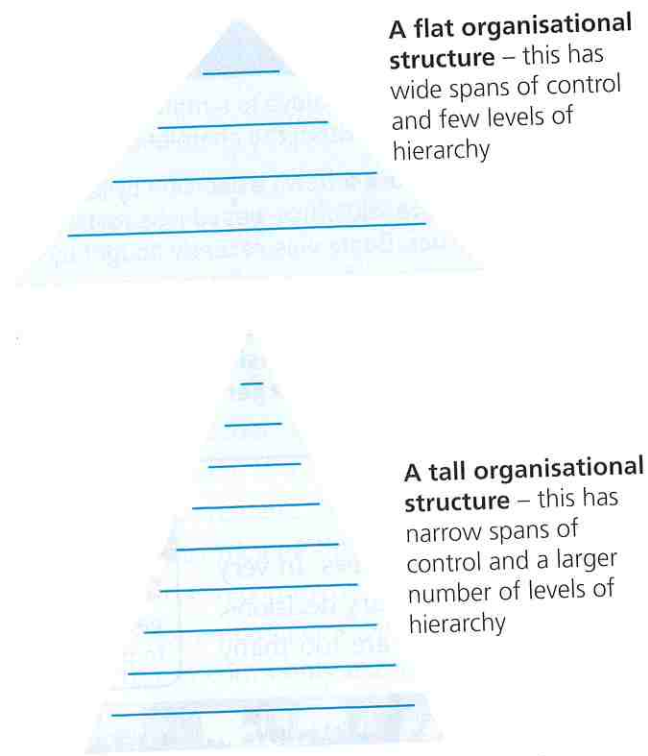 A flat organisational
structure – this has
wide spans of control
and few levels of
hierarchy
A tall organisational
structure – this has
narrow spans of
control and a larger
number of levels of
hierarchy